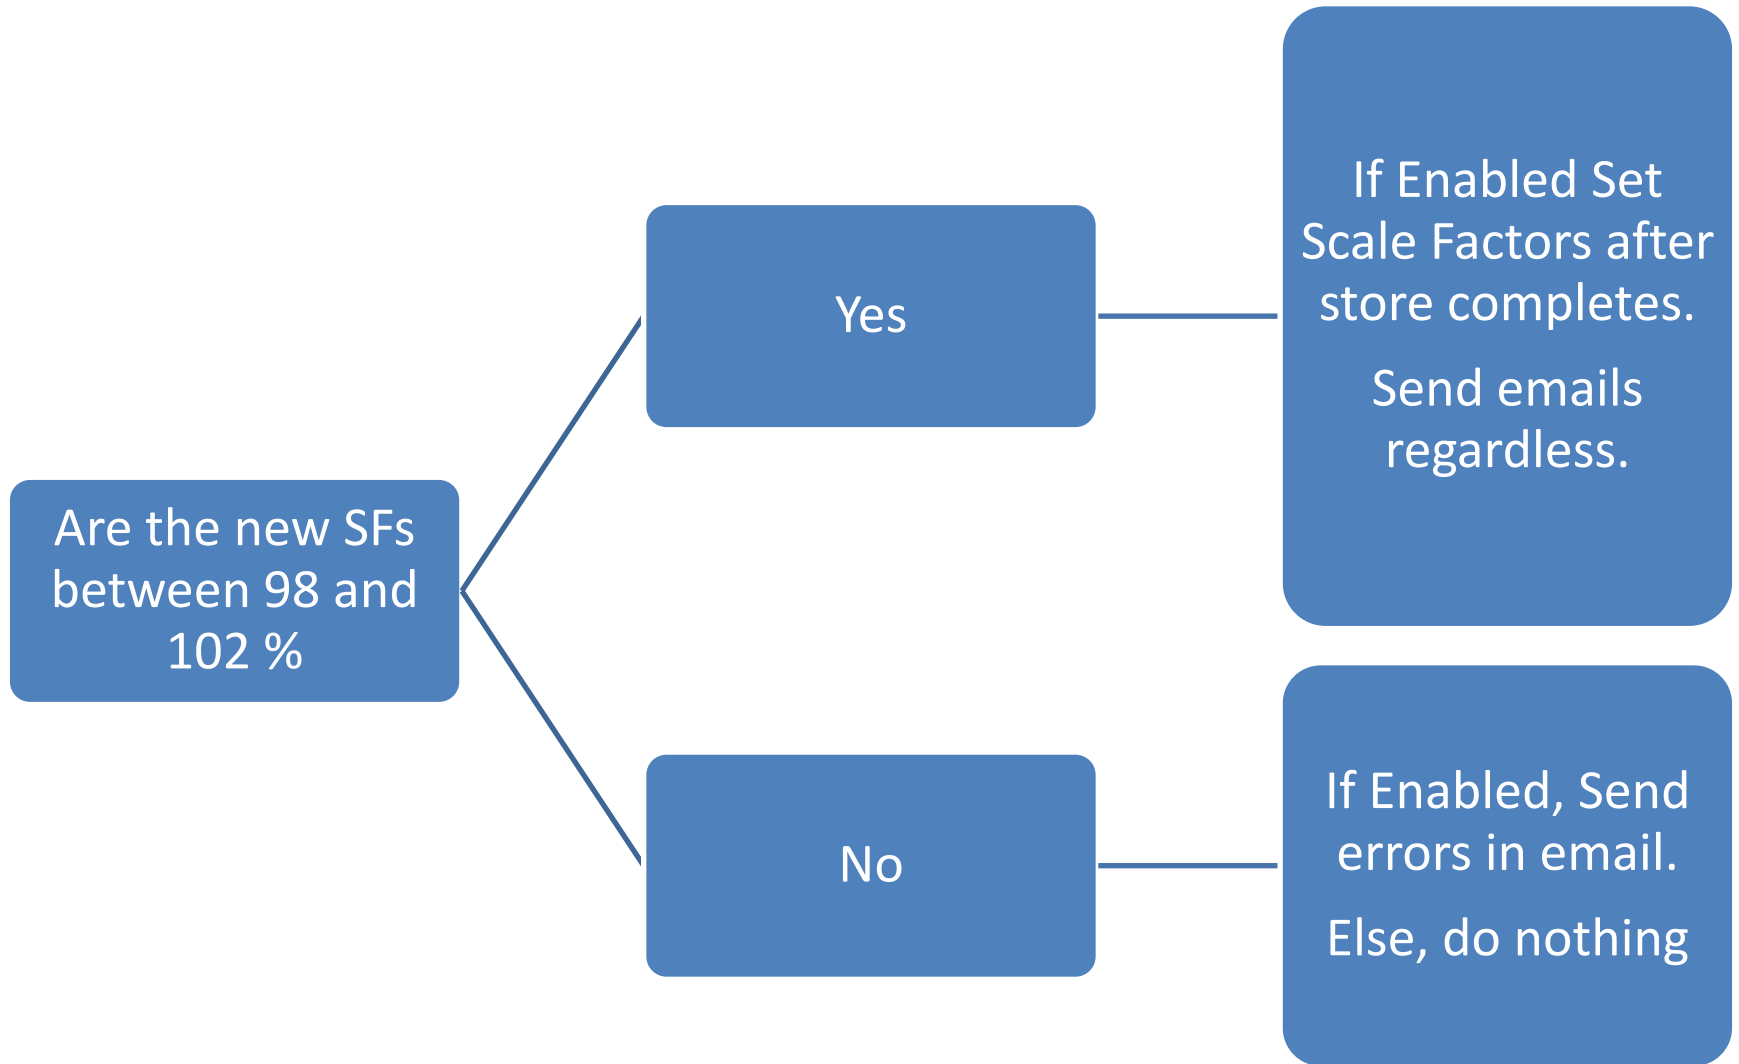 Are the new SFs
between 98 and
102 %
Yes
If Enabled Set
Scale Factors after
store completes.
Send emails
regardless.
No
If Enabled, Send
errors in email.
Else, do nothing